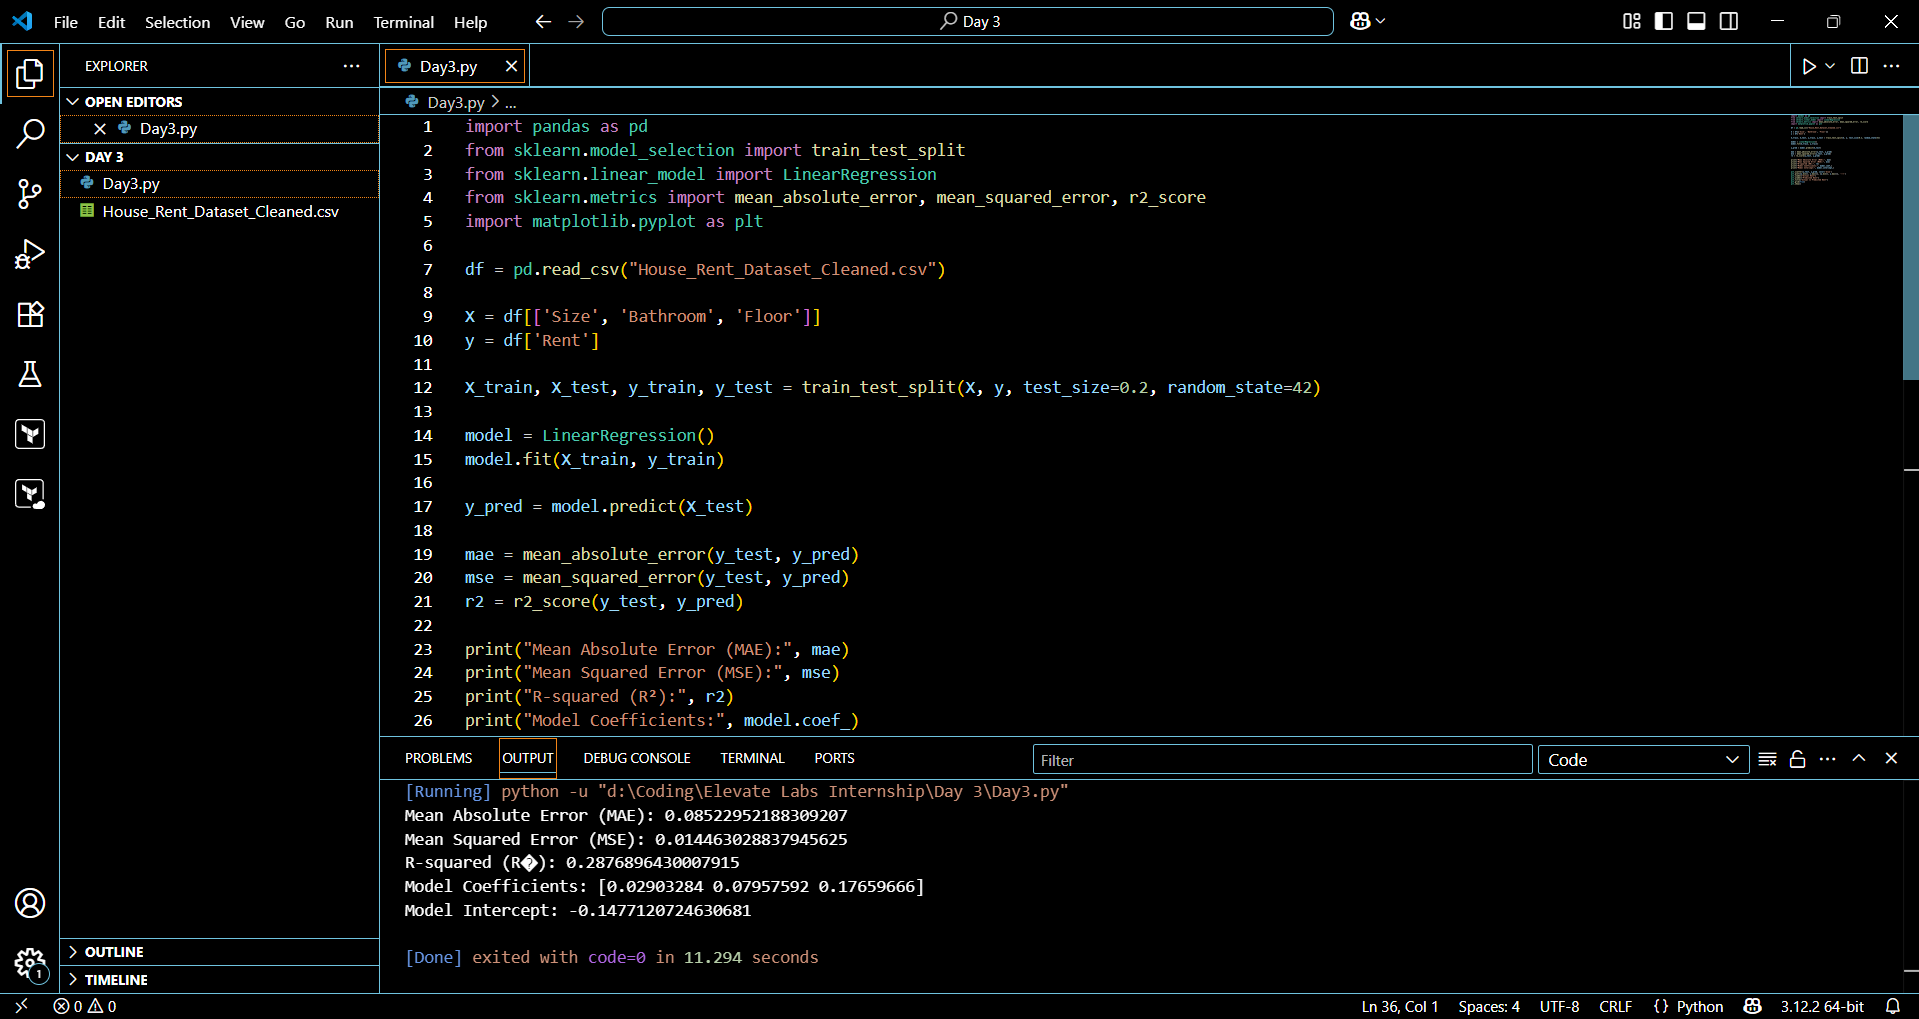 File Edit Selection View Go Run Terminal Help
Day 3
EXPLORER
OPEN EDITORS
Day3.py
DAY 3
Day3.py
House_Rent_Dataset_Cleaned.csv
OUTLINE
TIMELINE
Day3.py
Day3.py > ...
1 import pandas as pd
2 from sklearn.model_selection import train_test_split
3 from sklearn.linear_model import LinearRegression
4 from sklearn.metrics import mean_absolute_error, mean_squared_error, r2_score
5 import matplotlib.pyplot as plt
6
7 df = pd.read_csv("House_Rent_Dataset_Cleaned.csv")
8
9 X = df[['Size', 'Bathroom', 'Floor']]
10 y = df['Rent']
11
12 X_train, X_test, y_train, y_test = train_test_split(X, y, test_size=0.2, random_state=42)
13
14 model = LinearRegression()
15 model.fit(X_train, y_train)
16
17 y_pred = model.predict(X_test)
18
19 mae = mean_absolute_error(y_test, y_pred)
20 mse = mean_squared_error(y_test, y_pred)
21 r2 = r2_score(y_test, y_pred)
22
23 print("Mean Absolute Error (MAE):", mae)
24 print("Mean Squared Error (MSE):", mse)
25 print("R-squared (R²):", r2)
26 print("Model Coefficients:", model.coef_)
PROBLEMS OUTPUT DEBUG CONSOLE TERMINAL PORTS Filter Code
[Running] python -u "d:\Coding\Elevate Labs Internship\Day 3\Day3.py"
Mean Absolute Error (MAE): 0.08522952188309207
Mean Squared Error (MSE): 0.014463028837945625
R-squared (R�): 0.2876896430007915
Model Coefficients: [0.02903284 0.07957592 0.17659666]
Model Intercept: -0.1477120724630681
[Done] exited with code=0 in 11.294 seconds
1
0 0 Ln 36, Col 1 Spaces: 4 UTF-8 CRLF {} Python 3.12.2 64-bit